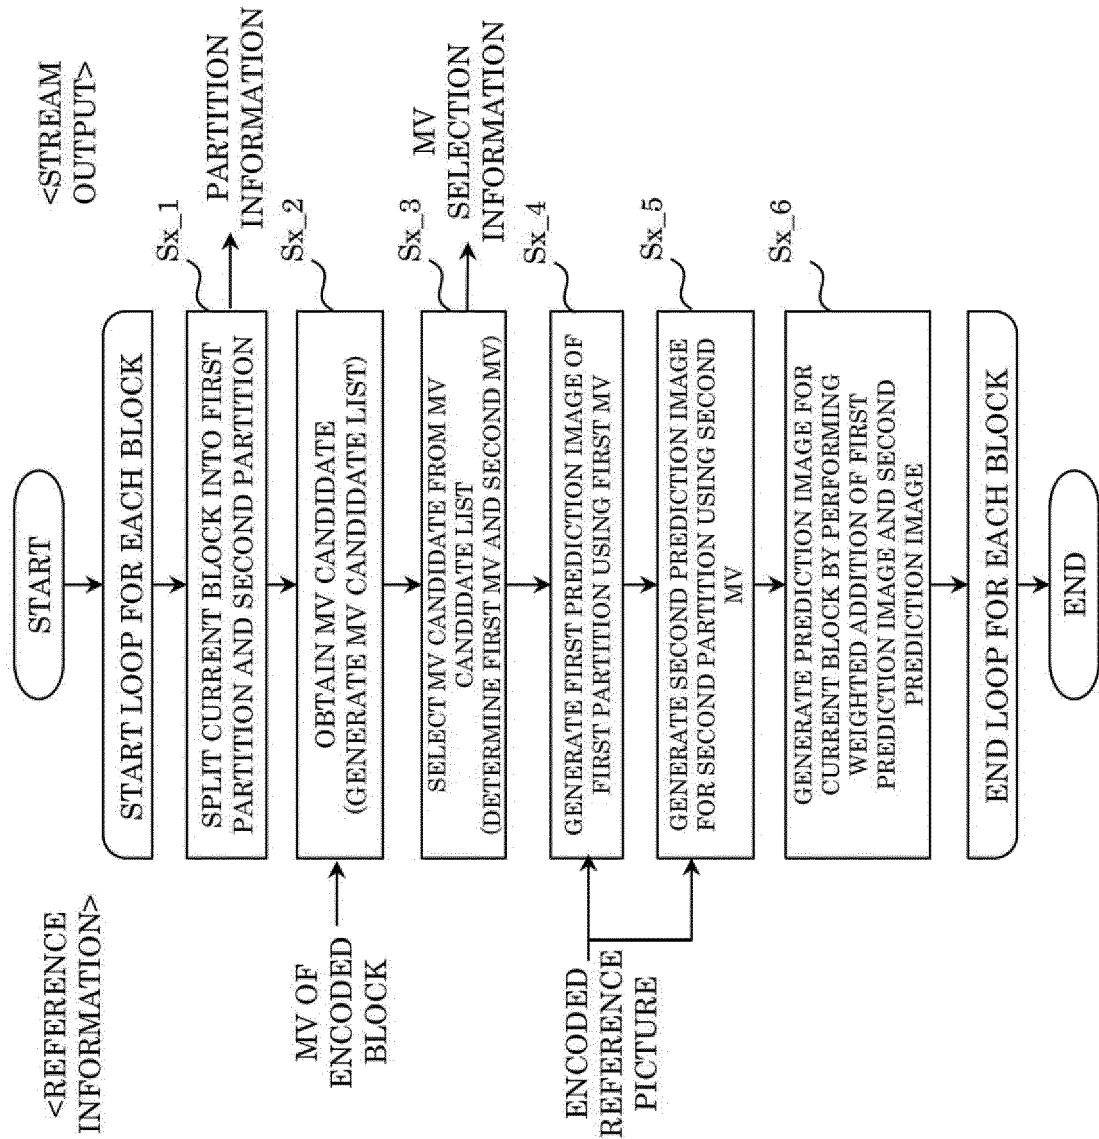 <REFERENCE
INFORMATION>
<STREAM
OUTPUT>
START
START LOOP FOR EACH BLOCK
Sx_1
SPLIT CURRENT BLOCK INTO FIRST
PARTITION AND SECOND PARTITION
PARTITION
INFORMATION
Sx_2
MV OF
ENCODED
BLOCK
OBTAIN MV CANDIDATE
(GENERATE MV CANDIDATE LIST)
Sx_3
SELECT MV CANDIDATE FROM MV
CANDIDATE LIST
(DETERMINE FIRST MV AND SECOND MV)
MV
SELECTION
INFORMATION
Sx_4
ENCODED
REFERENCE
PICTURE
GENERATE FIRST PREDICTION IMAGE OF
FIRST PARTITION USING FIRST MV
Sx_5
GENERATE SECOND PREDICTION IMAGE
FOR SECOND PARTITION USING SECOND
MV
Sx_6
GENERATE PREDICTION IMAGE FOR
CURRENT BLOCK BY PERFORMING
WEIGHTED ADDITION OF FIRST
PREDICTION IMAGE AND SECOND
PREDICTION IMAGE
END LOOP FOR EACH BLOCK
END